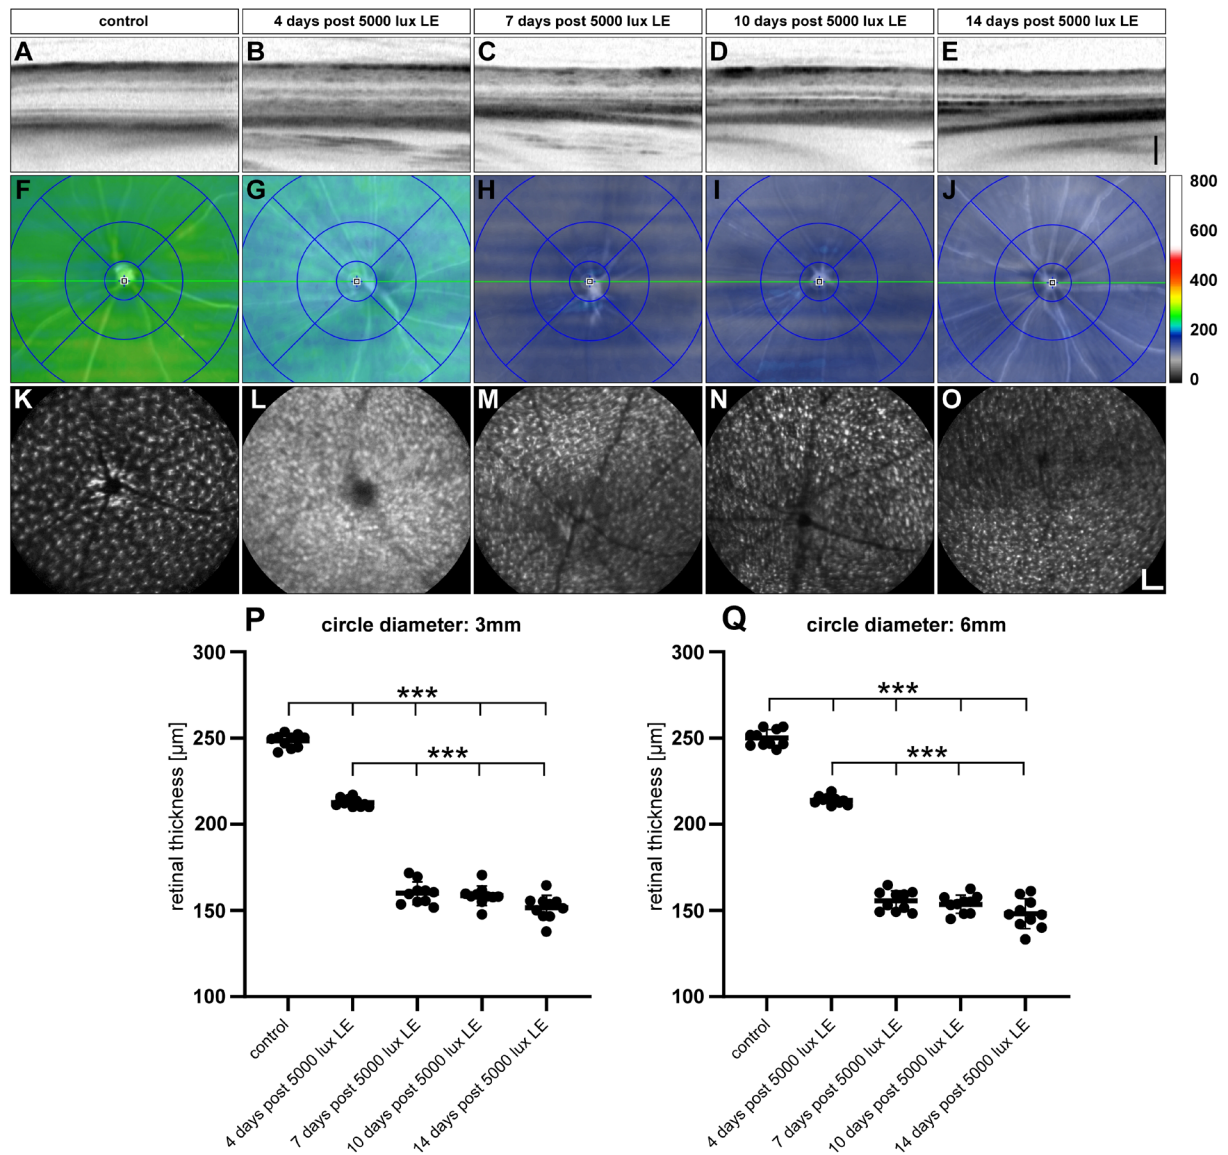 control
4 days post 5000 lux LE
7 days post 5000 lux LE
10 days post 5000 lux LE
14 days post 5000 lux LE
A
B
C
D
E
F
G
H
I
J
800
600
400
200
0
K
L
M
N
O
P
circle diameter: 3mm
300
250
200
150
100
retinal thickness [µm]
***
***
control
4 days post 5000 lux LE
7 days post 5000 lux LE
10 days post 5000 lux LE
14 days post 5000 lux LE
Q
circle diameter: 6mm
300
250
200
150
100
retinal thickness [µm]
***
***
control
4 days post 5000 lux LE
7 days post 5000 lux LE
10 days post 5000 lux LE
14 days post 5000 lux LE